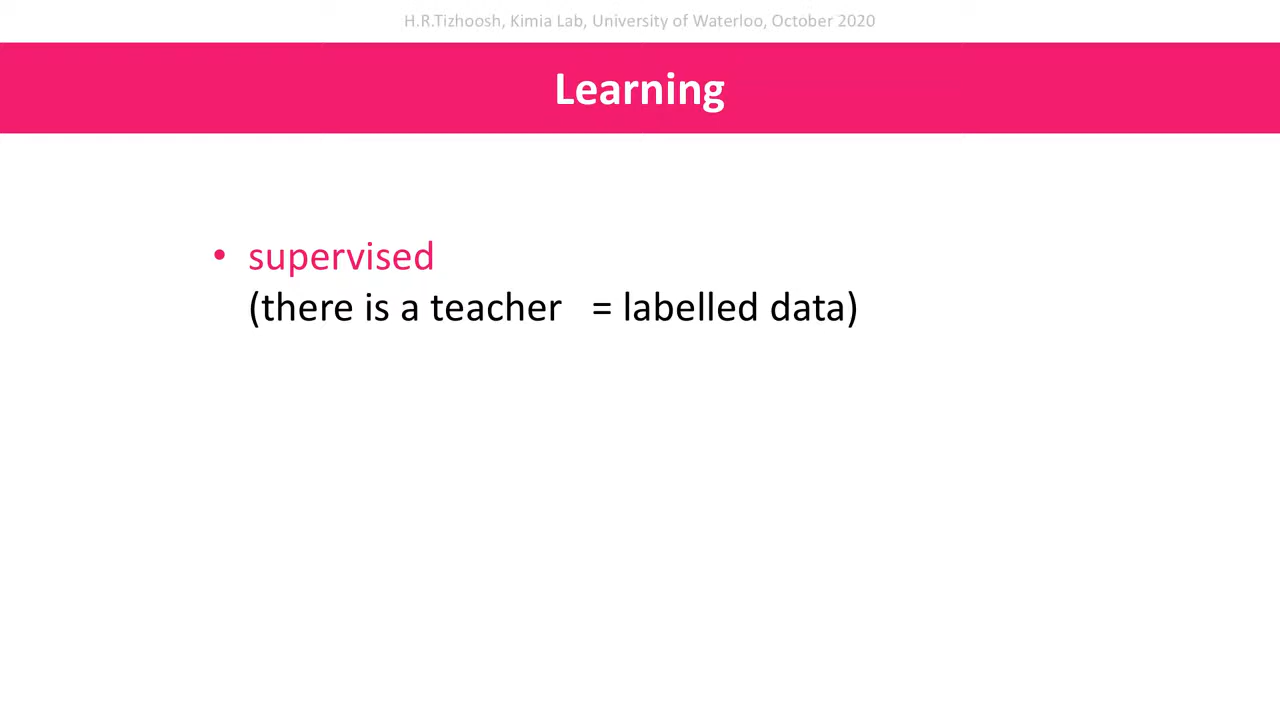 H.R.Tizhoosh, Kimia Lab, University of Waterloo, October 2020
Learning
• supervised
(there is a teacher = labelled data)